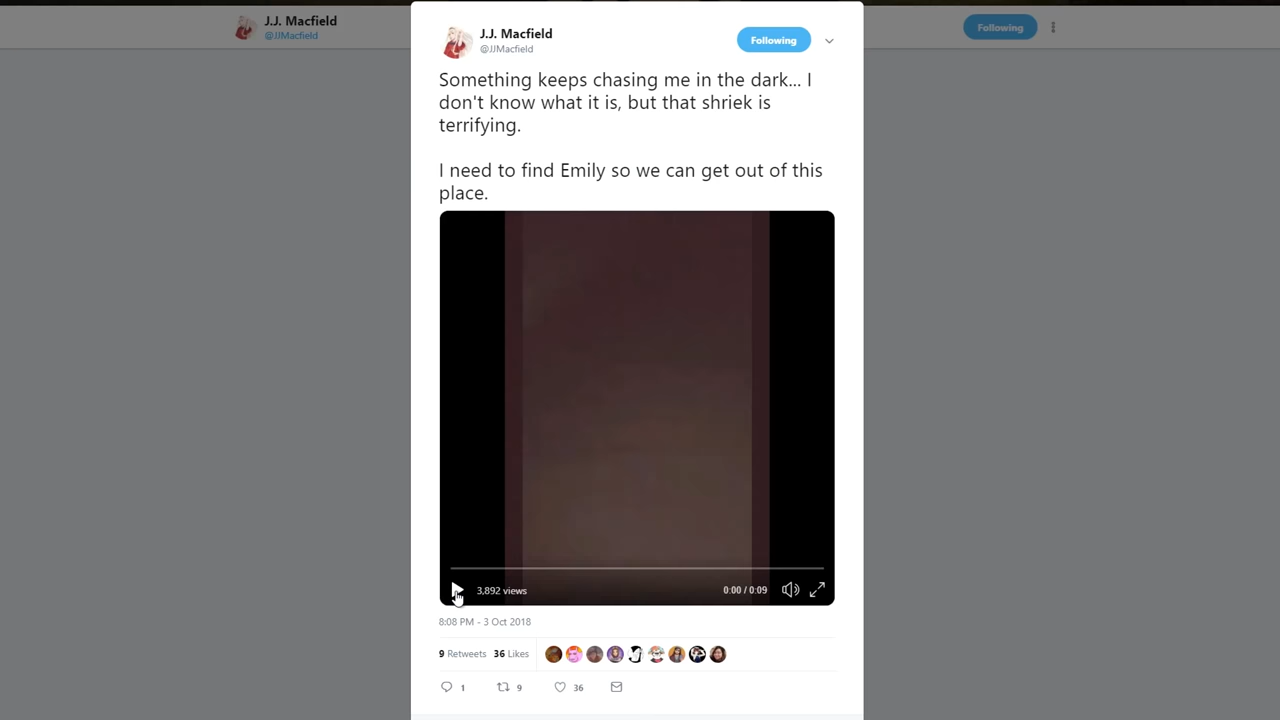 J.J. Macfield
@JJMacfield
Following
J.J. Macfield
@JJMacfield
Following
Something keeps chasing me in the dark... I
don't know what it is, but that shriek is
terrifying.
I need to find Emily so we can get out of this
place.
3,892 views
0:00 / 0:09
8:08 PM - 3 Oct 2018
9 Retweets 36 Likes
1 9 36